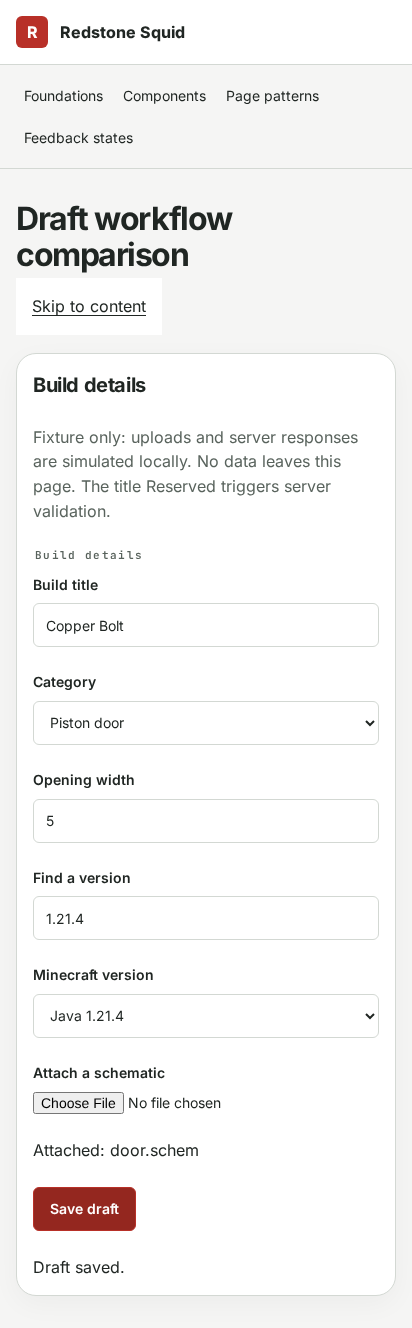 R Redstone Squid
Foundations Components Page patterns
Feedback states
Draft workflow
comparison
Skip to content
Build details
Fixture only: uploads and server responses
are simulated locally. No data leaves this
page. The title Reserved triggers server
validation.
Build details
Build title
Copper Bolt
Category
Piston door
Opening width
5
Find a version
1.21.4
Minecraft version
Java 1.21.4
Attach a schematic
Choose File No file chosen
Attached: door.schem
Save draft
Draft saved.